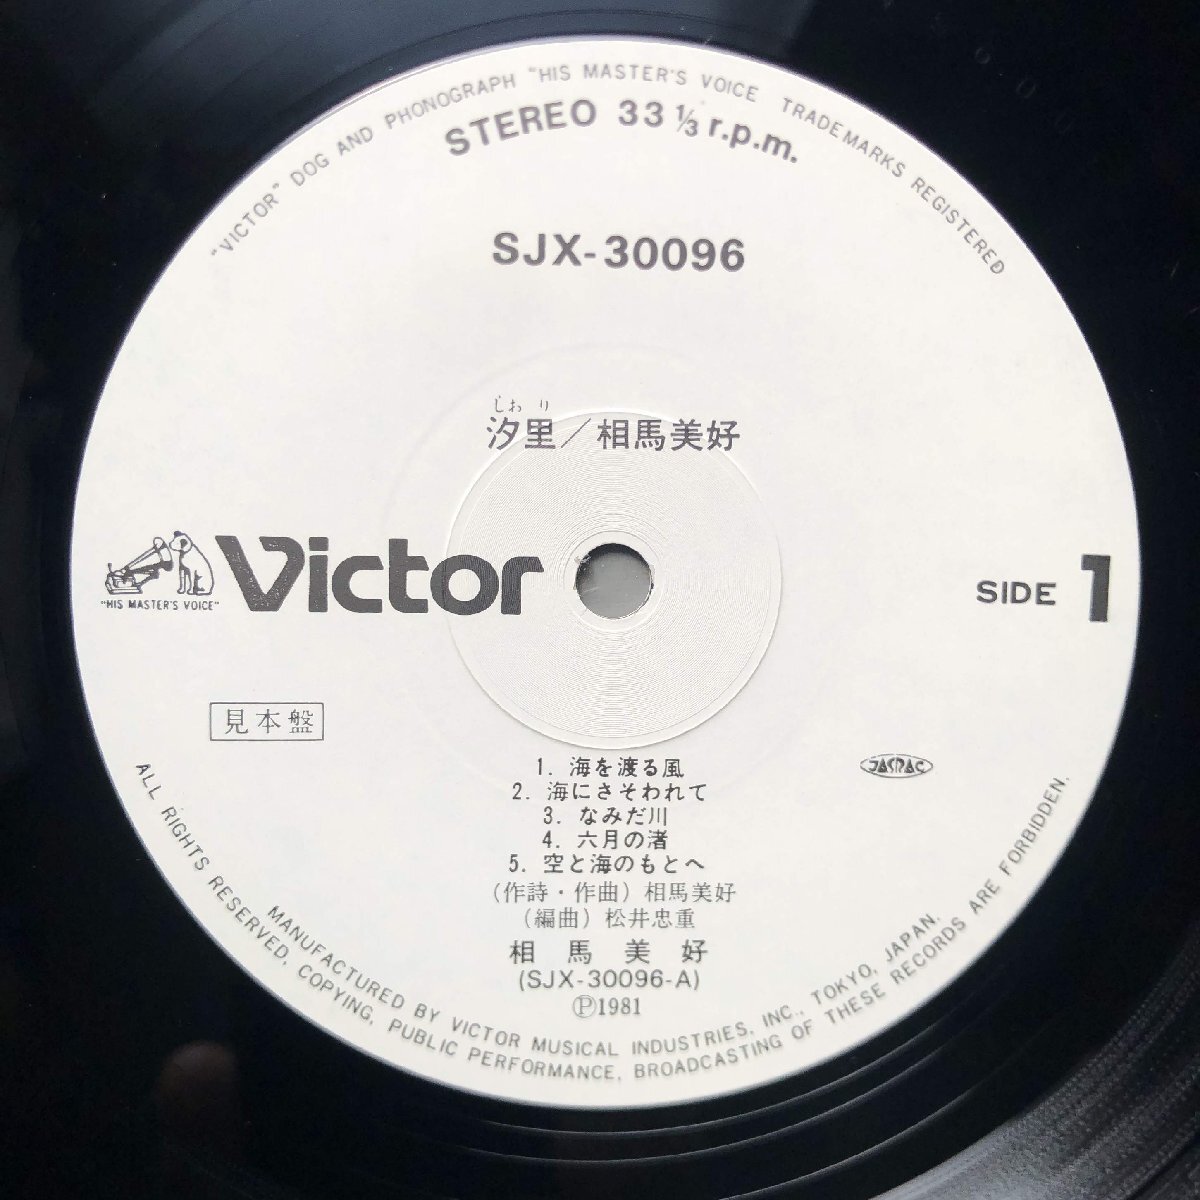 "VICTOR" DOG AND PHONOGRAPH "HIS MASTER'S VOICE TRADEMARKS REGISTERED
STEREO 33 ⅓ r.p.m.
SJX-30096
しおり
汐里／相馬美好
"HIS MASTER'S VOICE"
Victor
SIDE 1
見本盤
JASRAC
1. 海を渡る風
2. 海にさそわれて
3. なみだ川
4. 六月の渚
5. 空と海のもとへ
(作詩・作曲) 相馬美好
(編曲) 松井忠重
相馬美好
(SJX-30096-A)
Ⓟ1981
MANUFACTURED BY VICTOR MUSICAL INDUSTRIES, INC., TOKYO, JAPAN.
ALL RIGHTS RESERVED, COPYING, PUBLIC PERFORMANCE, BROADCASTING OF THESE RECORDS ARE FORBIDDEN.